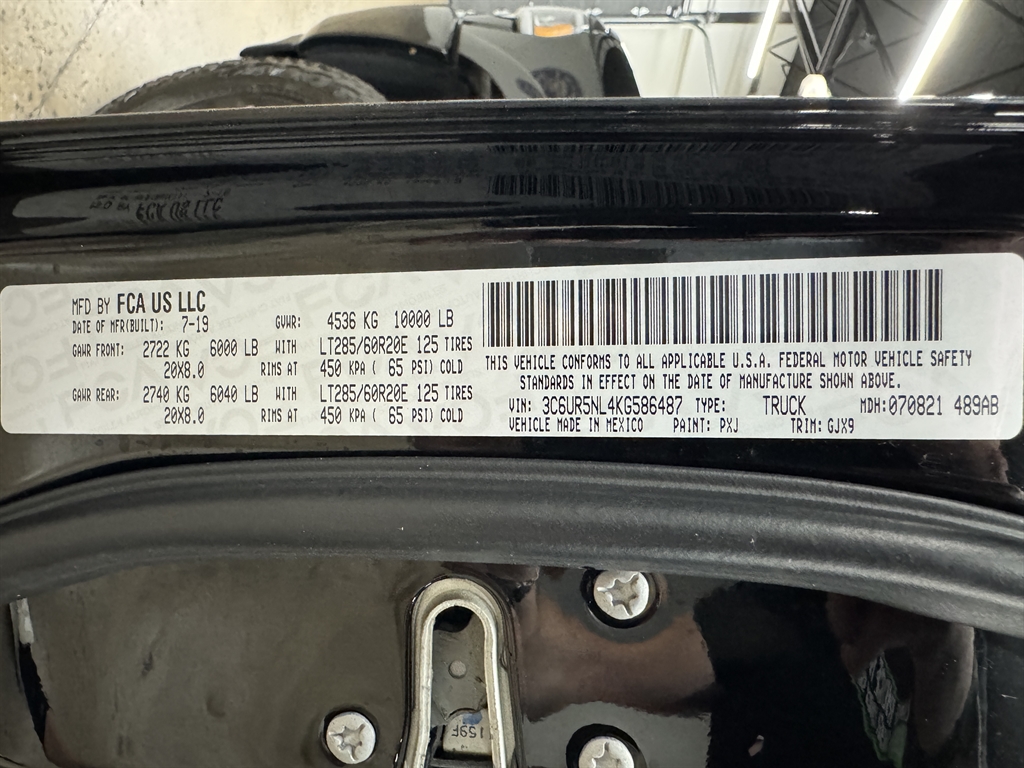 MFD BY FCA US LLC
DATE OF MFR(BUILT): 7-19 GVWR: 4536 KG 10000 LB
GAWR FRONT: 2722 KG 6000 LB WITH LT285/60R20E 125 TIRES
20X8.0 RIMS AT 450 KPA ( 65 PSI) COLD
GAWR REAR: 2740 KG 6040 LB WITH LT285/60R20E 125 TIRES
20X8.0 RIMS AT 450 KPA ( 65 PSI) COLD
THIS VEHICLE CONFORMS TO ALL APPLICABLE U.S.A. FEDERAL MOTOR VEHICLE SAFETY
STANDARDS IN EFFECT ON THE DATE OF MANUFACTURE SHOWN ABOVE.
VIN: 3C6UR5NL4KG586487 TYPE: TRUCK MDH:070821 489AB
VEHICLE MADE IN MEXICO PAINT: PXJ TRIM: GJX9
159F